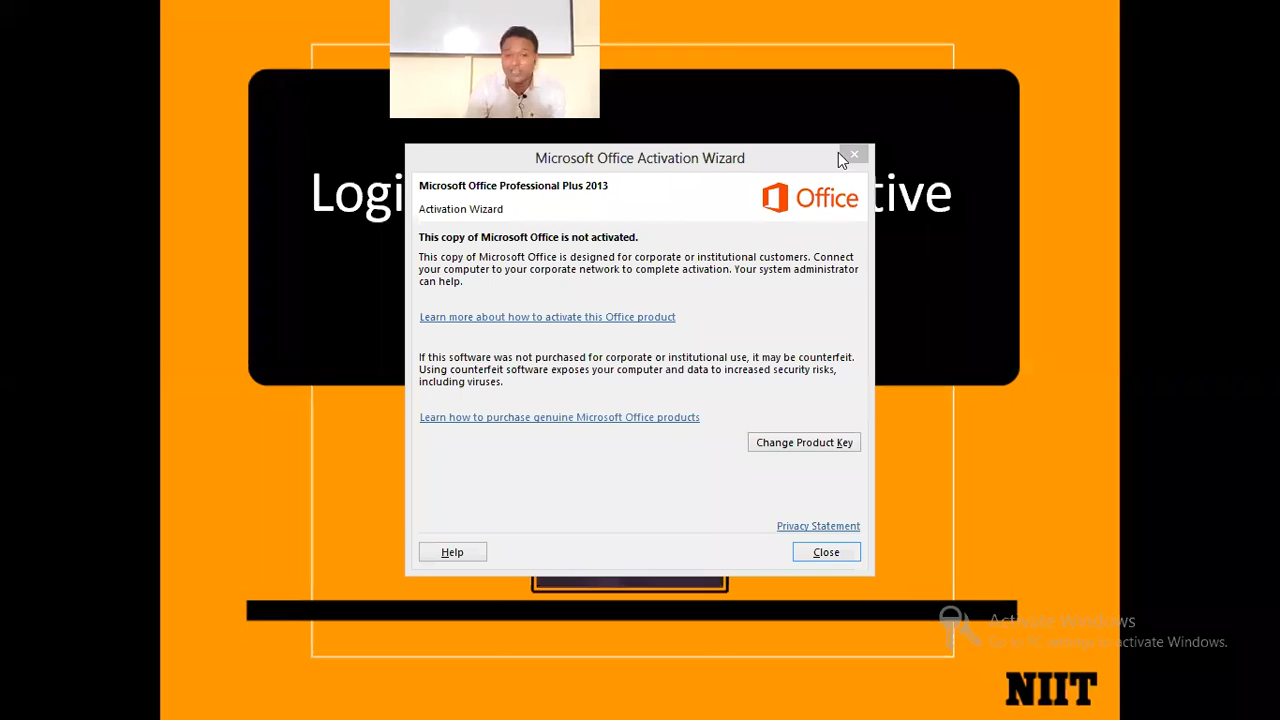 Microsoft Office Activation Wizard
Microsoft Office Professional Plus 2013
Activation Wizard
Office
Logi
tive
This copy of Microsoft Office is not activated.
This copy of Microsoft Office is designed for corporate or institutional customers. Connect
your computer to your corporate network to complete activation. Your system administrator
can help.
Learn more about how to activate this Office product
If this software was not purchased for corporate or institutional use, it may be counterfeit.
Using counterfeit software exposes your computer and data to increased security risks,
including viruses.
Learn how to purchase genuine Microsoft Office products
Change Product Key
Privacy Statement
Help
Close
Activate Windows
Go to PC settings to activate Windows.
NIIT